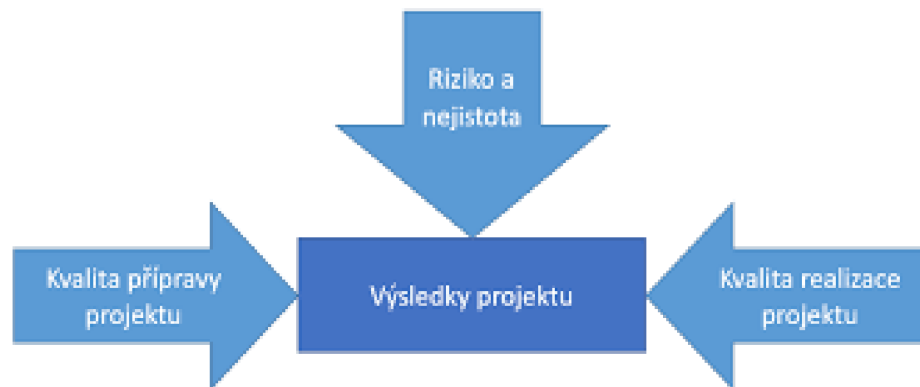 Riziko a
nejistota
Kvalita přípravy
projektu
Výsledky projektu
Kvalita realizace
projektu